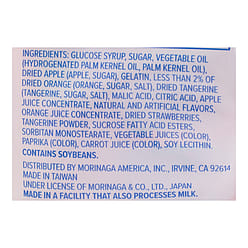 INGREDIENTS: GLUCOSE SYRUP, SUGAR, VEGETABLE OIL
(HYDROGENATED PALM KERNEL OIL, PALM KERNEL OIL),
DRIED APPLE (APPLE, SUGAR), GELATIN, LESS THAN 2% OF
DRIED ORANGE (ORANGE, SUGAR, SALT), DRIED TANGERINE
(TANGERINE, SUGAR, SALT), MALIC ACID, CITRIC ACID, APPLE
JUICE CONCENTRATE, NATURAL AND ARTIFICIAL FLAVORS,
ORANGE JUICE CONCENTRATE, DRIED STRAWBERRIES,
TANGERINE POWDER, SUCROSE FATTY ACID ESTERS,
SORBITAN MONOSTEARATE, VEGETABLE JUICES (COLOR),
PAPRIKA (COLOR), CARROT JUICE (COLOR), SOY LECITHIN.
CONTAINS SOYBEANS.
DISTRIBUTED BY MORINAGA AMERICA, INC., IRVINE, CA 92614
MADE IN TAIWAN
UNDER LICENSE OF MORINAGA & CO., LTD., JAPAN
MADE IN A FACILITY THAT ALSO PROCESSES MILK.